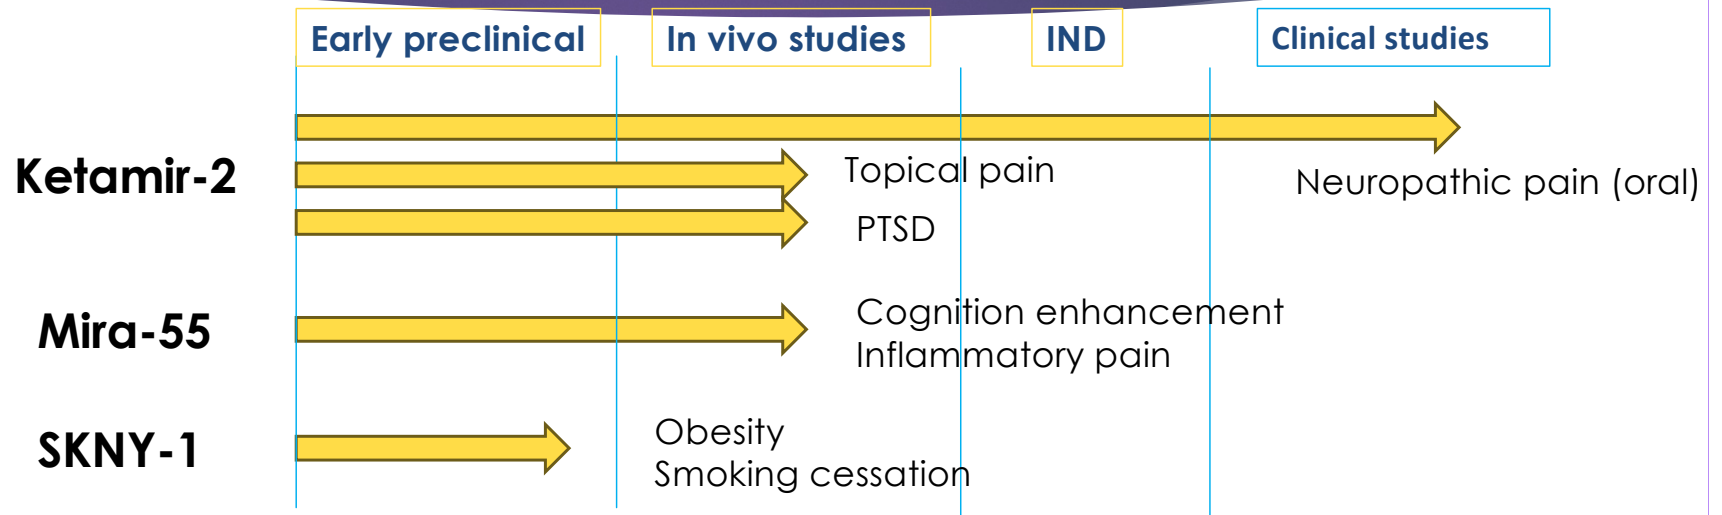 Early preclinical
In vivo studies
IND
Clinical studies
Ketamir-2
Topical pain
Neuropathic pain (oral)
PTSD
Mira-55
Cognition enhancement
Inflammatory pain
SKNY-1
Obesity
Smoking cessation